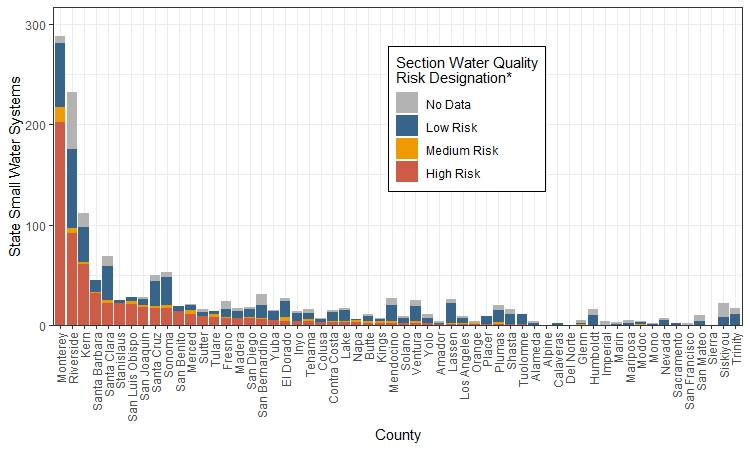 300
200
100
0
State Small Water Systems
Section Water Quality
Risk Designation*
No Data
Low Risk
Medium Risk
High Risk
Monterey
Riverside
Kern
Santa Barbara
Santa Clara
Stanislaus
San Luis Obispo
San Joaquin
Santa Cruz
Sonoma
San Benito
Merced
Sutter
Tulare
Fresno
Madera
San Diego
San Bernardino
Yuba
El Dorado
Inyo
Tehama
Colusa
Contra Costa
Lake
Napa
Butte
Kings
Mendocino
Solano
Ventura
Yolo
Amador
Lassen
Los Angeles
Orange
Placer
Plumas
Shasta
Tuolomne
Alameda
Alpine
Calaveras
Del Norte
Glenn
Humboldt
Imperial
Marin
Mariposa
Modoc
Mono
Nevada
Sacramento
San Francisco
San Mateo
Sierra
Siskiyou
Trinity
County